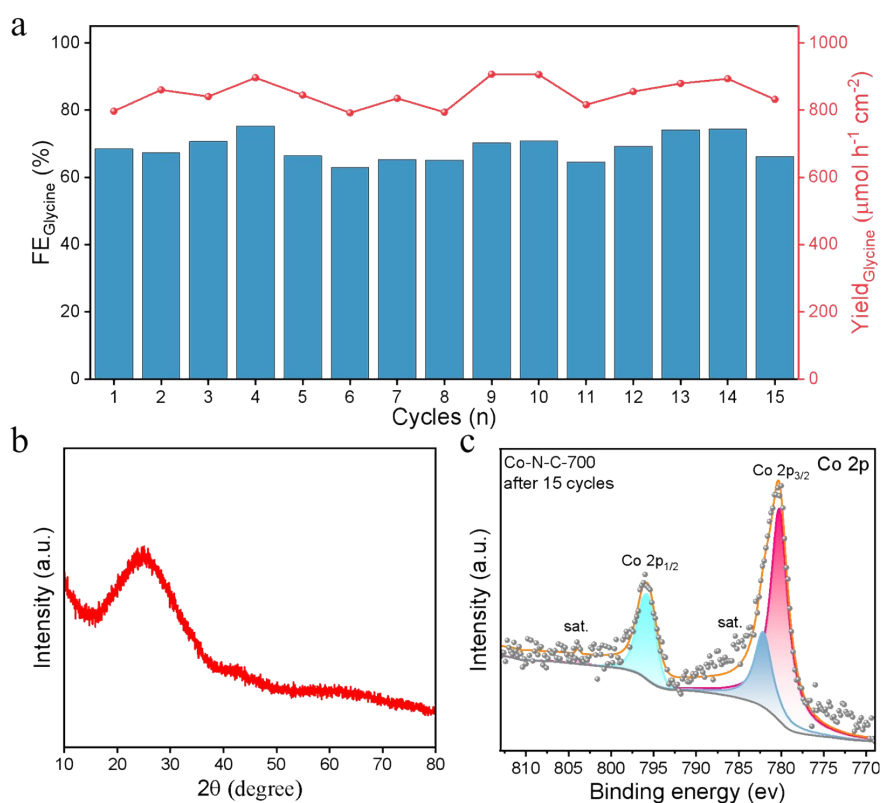 a
100
80
60
40
20
0
FE_Glycine (%)
1000
800
600
400
200
0
Yield_Glycine (μmol h⁻¹ cm⁻²)
1 2 3 4 5 6 7 8 9 10 11 12 13 14 15
Cycles (n)
b
Intensity (a.u.)
10 20 30 40 50 60 70 80
2θ (degree)
c
Co-N-C-700
after 15 cycles
Co 2p
Co 2p3/2
Co 2p1/2
sat.
sat.
Intensity (a.u.)
810 805 800 795 790 785 780 775 770
Binding energy (ev)